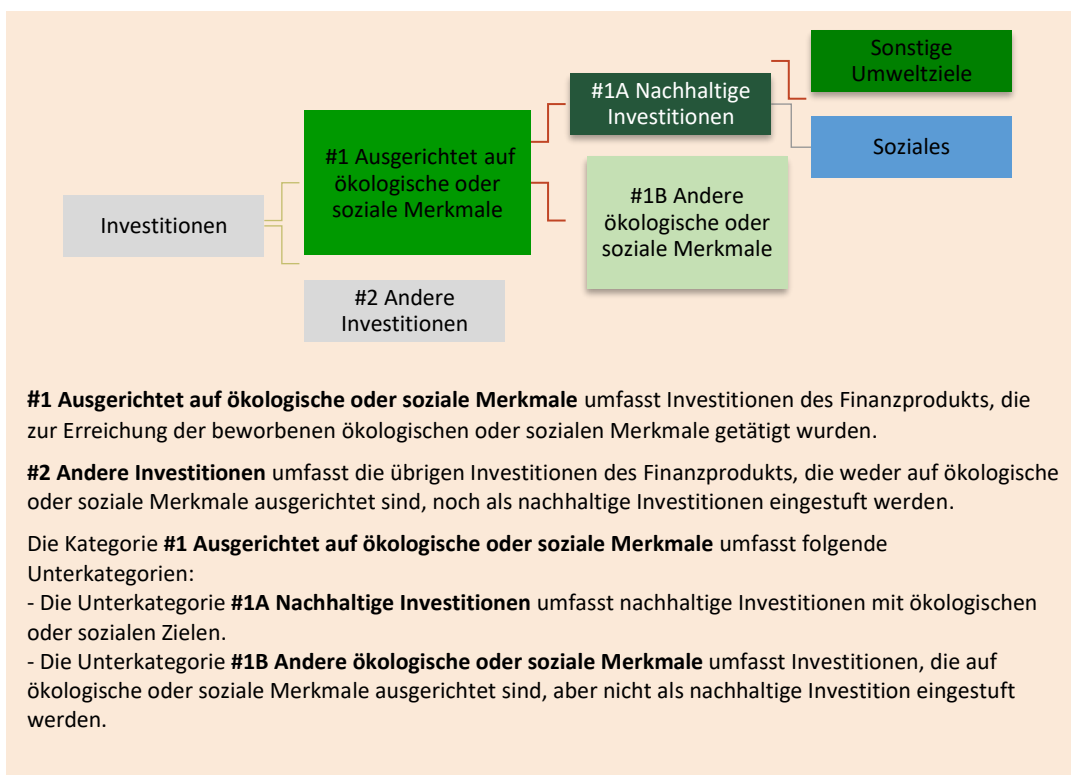 Sonstige
Umweltziele
#1A Nachhaltige
Investitionen
Soziales
#1 Ausgerichtet auf
ökologische oder
soziale Merkmale
#1B Andere
ökologische oder
soziale Merkmale
Investitionen
#2 Andere
Investitionen
#1 Ausgerichtet auf ökologische oder soziale Merkmale umfasst Investitionen des Finanzprodukts, die
zur Erreichung der beworbenen ökologischen oder sozialen Merkmale getätigt wurden.
#2 Andere Investitionen umfasst die übrigen Investitionen des Finanzprodukts, die weder auf ökologische
oder soziale Merkmale ausgerichtet sind, noch als nachhaltige Investitionen eingestuft werden.
Die Kategorie #1 Ausgerichtet auf ökologische oder soziale Merkmale umfasst folgende
Unterkategorien:
- Die Unterkategorie #1A Nachhaltige Investitionen umfasst nachhaltige Investitionen mit ökologischen
oder sozialen Zielen.
- Die Unterkategorie #1B Andere ökologische oder soziale Merkmale umfasst Investitionen, die auf
ökologische oder soziale Merkmale ausgerichtet sind, aber nicht als nachhaltige Investition eingestuft
werden.